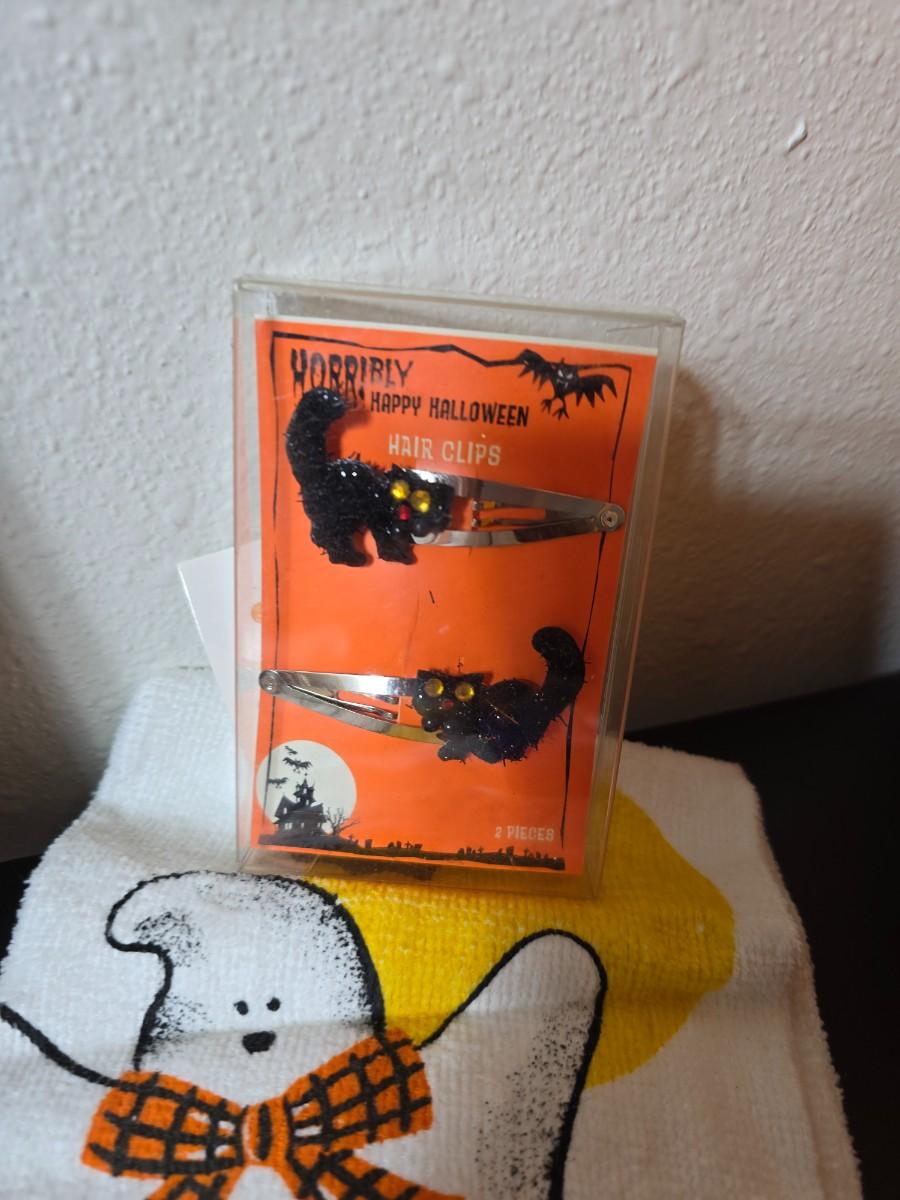 HORRIBLY
HAPPY HALLOWEEN
HAIR CLIPS
2 PIECES